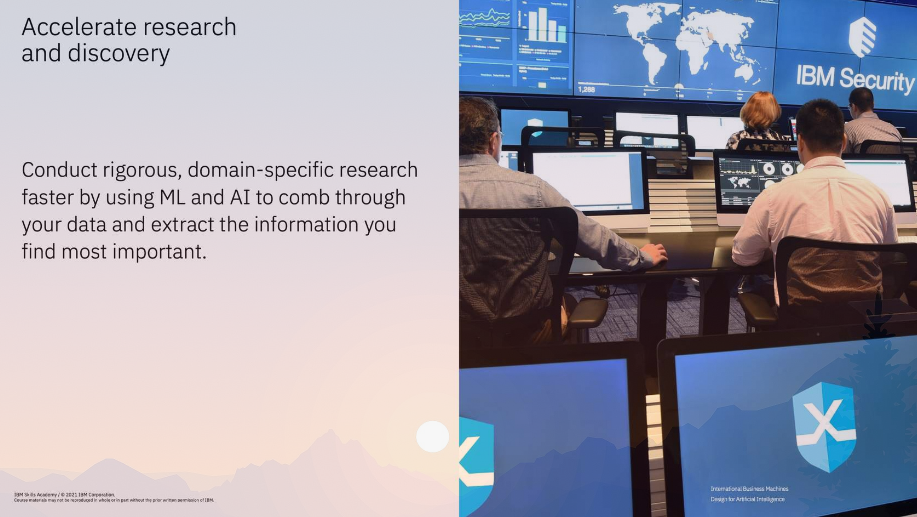 Accelerate research
and discovery
Conduct rigorous, domain-specific research
faster by using ML and AI to comb through
your data and extract the information you
find most important.
IBM Skills Academy / © 2021 IBM Corporation.
Course materials may not be reproduced in whole or in part without the prior written permission of IBM.
1,288
IBM Security
International Business Machines
Design for Artificial Intelligence